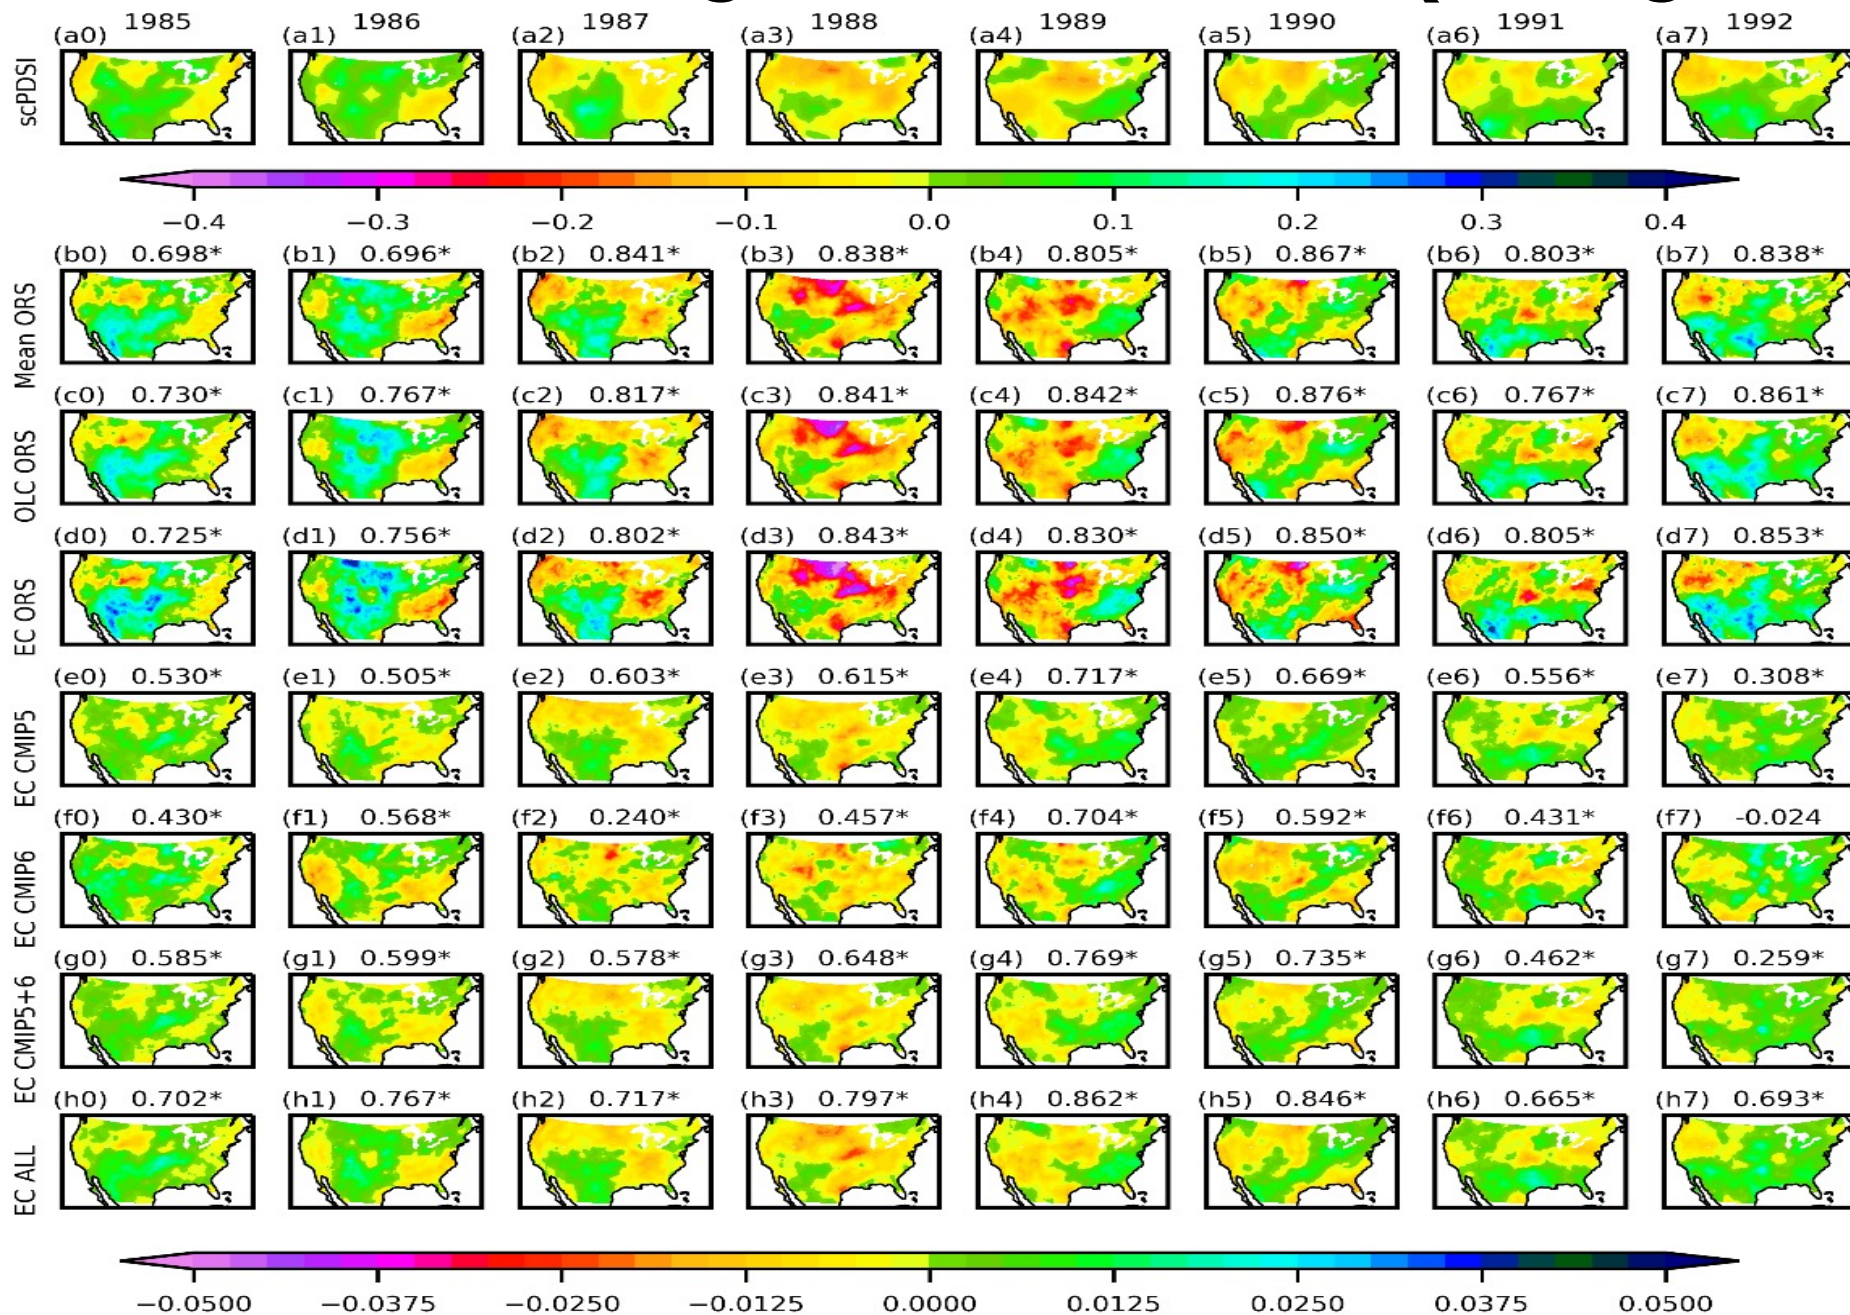 1985 1986 1987 1988 1989 1990 1991 1992
(a0) (a1) (a2) (a3) (a4) (a5) (a6) (a7)
scPDSI
−0.4 −0.3 −0.2 −0.1 0.0 0.1 0.2 0.3 0.4
(b0) 0.698* (b1) 0.696* (b2) 0.841* (b3) 0.838* (b4) 0.805* (b5) 0.867* (b6) 0.803* (b7) 0.838*
Mean ORS
(c0) 0.730* (c1) 0.767* (c2) 0.817* (c3) 0.841* (c4) 0.842* (c5) 0.876* (c6) 0.767* (c7) 0.861*
OLC ORS
(d0) 0.725* (d1) 0.756* (d2) 0.802* (d3) 0.843* (d4) 0.830* (d5) 0.850* (d6) 0.805* (d7) 0.853*
EC ORS
(e0) 0.530* (e1) 0.505* (e2) 0.603* (e3) 0.615* (e4) 0.717* (e5) 0.669* (e6) 0.556* (e7) 0.308*
EC CMIP5
(f0) 0.430* (f1) 0.568* (f2) 0.240* (f3) 0.457* (f4) 0.704* (f5) 0.592* (f6) 0.431* (f7) -0.024
EC CMIP6
(g0) 0.585* (g1) 0.599* (g2) 0.578* (g3) 0.648* (g4) 0.769* (g5) 0.735* (g6) 0.462* (g7) 0.259*
EC CMIP5+6
(h0) 0.702* (h1) 0.767* (h2) 0.717* (h3) 0.797* (h4) 0.862* (h5) 0.846* (h6) 0.665* (h7) 0.693*
EC ALL
−0.0500 −0.0375 −0.0250 −0.0125 0.0000 0.0125 0.0250 0.0375 0.0500